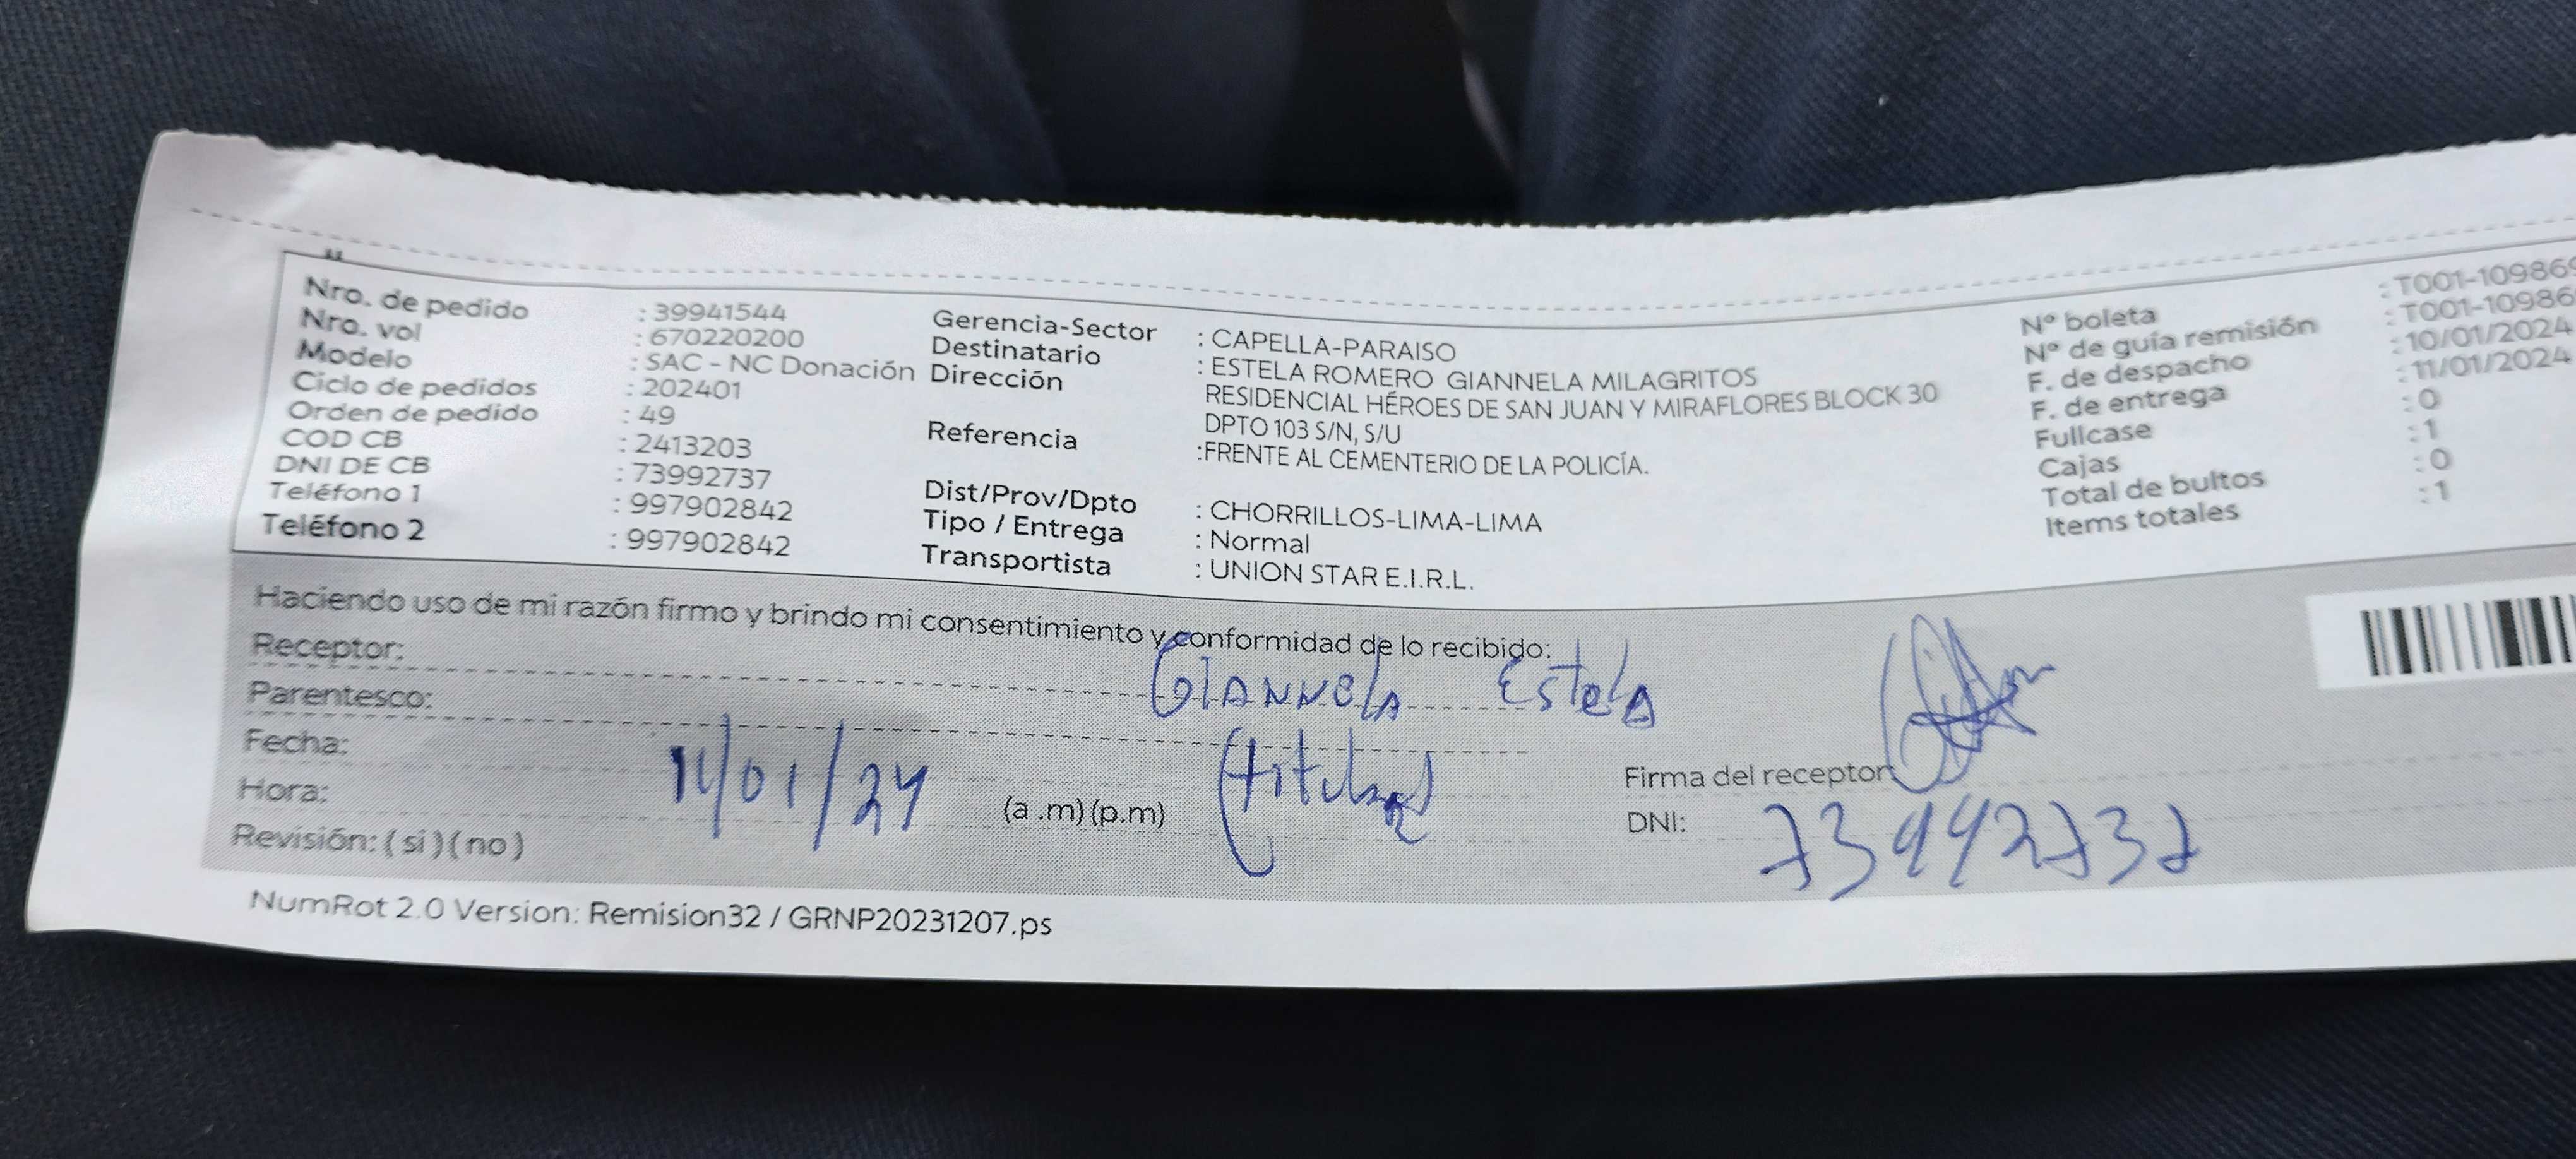 Nro. de pedido : 39941544
Nro. vol : 670220200
Modelo : SAC - NC Donación
Ciclo de pedidos : 202401
Orden de pedido : 49
COD CB : 2413203
DNI DE CB : 73992737
Teléfono 1 : 997902842
Teléfono 2 : 997902842
Gerencia-Sector : CAPELLA-PARAISO
Destinatario : ESTELA ROMERO GIANNELA MILAGRITOS
Dirección RESIDENCIAL HÉROES DE SAN JUAN Y MIRAFLORES BLOCK 30
DPTO 103 S/N, S/U
Referencia :FRENTE AL CEMENTERIO DE LA POLICÍA.
Dist/Prov/Dpto : CHORRILLOS-LIMA-LIMA
Tipo / Entrega : Normal
Transportista : UNION STAR E.I.R.L.
Nº boleta : T001-109869
Nº de guía remisión : T001-10986
F. de despacho : 10/01/2024
F. de entrega : 11/01/2024
Fullcase : 0
Cajas : 1
Total de bultos : 0
Items totales : 1
Haciendo uso de mi razón firmo y brindo mi consentimiento y conformidad de lo recibido:
Receptor: Giannela Estela
Parentesco: (titular)
Fecha: 11/01/24
Hora: (a .m) (p.m)
Revisión: ( si ) ( no )
Firma del receptor:
DNI: 73992737
NumRot 2.0 Version: Remision32 / GRNP20231207.ps